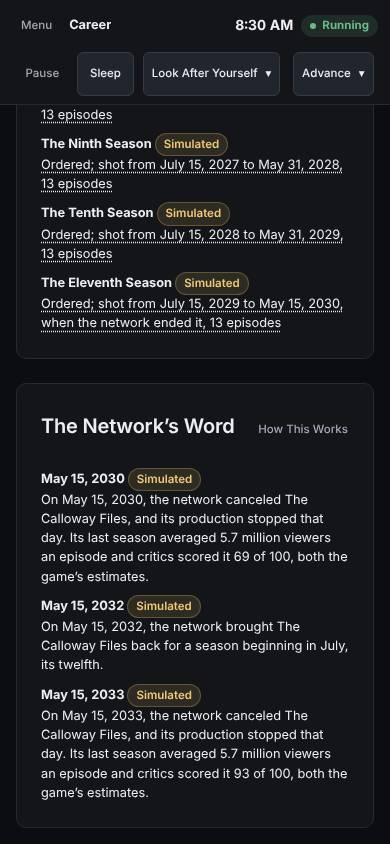 Menu Career 8:30 AM Running
Pause Sleep Look After Yourself ▾ Advance ▾
13 episodes
The Ninth Season Simulated
Ordered; shot from July 15, 2027 to May 31, 2028,
13 episodes
The Tenth Season Simulated
Ordered; shot from July 15, 2028 to May 31, 2029,
13 episodes
The Eleventh Season Simulated
Ordered; shot from July 15, 2029 to May 15, 2030,
when the network ended it, 13 episodes
The Network’s Word How This Works
May 15, 2030 Simulated
On May 15, 2030, the network canceled The
Calloway Files, and its production stopped that
day. Its last season averaged 5.7 million viewers
an episode and critics scored it 69 of 100, both the
game’s estimates.
May 15, 2032 Simulated
On May 15, 2032, the network brought The
Calloway Files back for a season beginning in July,
its twelfth.
May 15, 2033 Simulated
On May 15, 2033, the network canceled The
Calloway Files, and its production stopped that
day. Its last season averaged 5.7 million viewers
an episode and critics scored it 93 of 100, both the
game’s estimates.